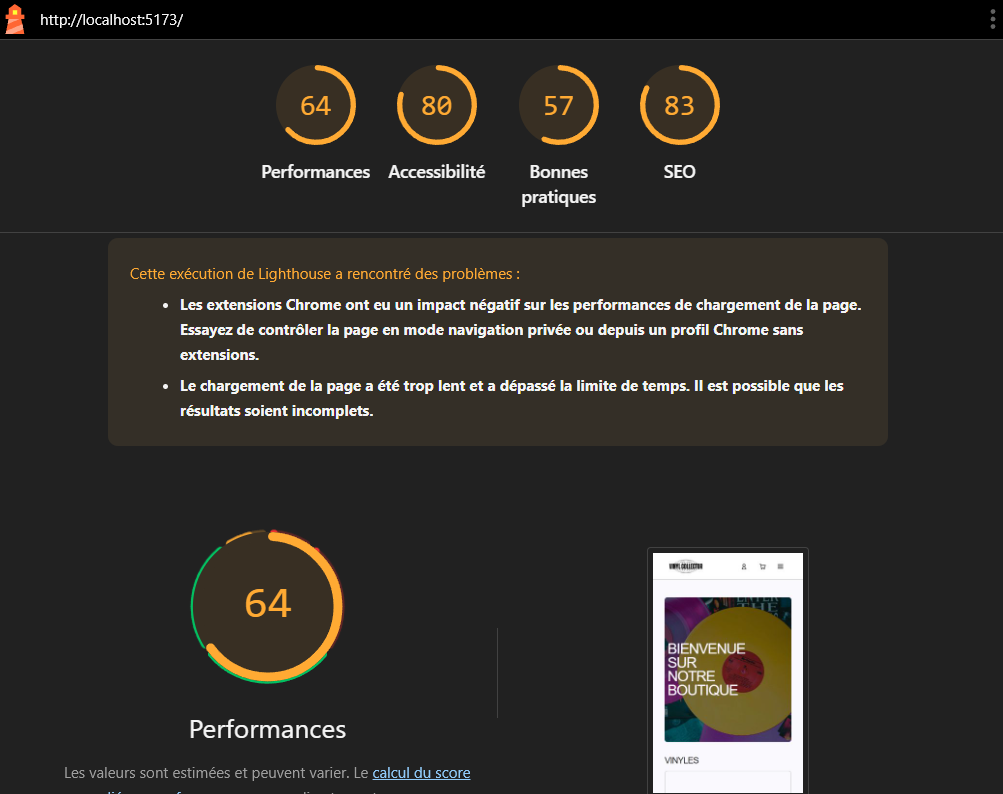 http://localhost:5173/
64
80
57
83
Performances
Accessibilité
Bonnes
pratiques
SEO
Cette exécution de Lighthouse a rencontré des problèmes :
• Les extensions Chrome ont eu un impact négatif sur les performances de chargement de la page.
Essayez de contrôler la page en mode navigation privée ou depuis un profil Chrome sans
extensions.
• Le chargement de la page a été trop lent et a dépassé la limite de temps. Il est possible que les
résultats soient incomplets.
64
Performances
Les valeurs sont estimées et peuvent varier. Le calcul du score
VINYL COLLECTOR
ENTER
THE
BIENVENUE
SUR
NOTRE
BOUTIQUE
VINYLES